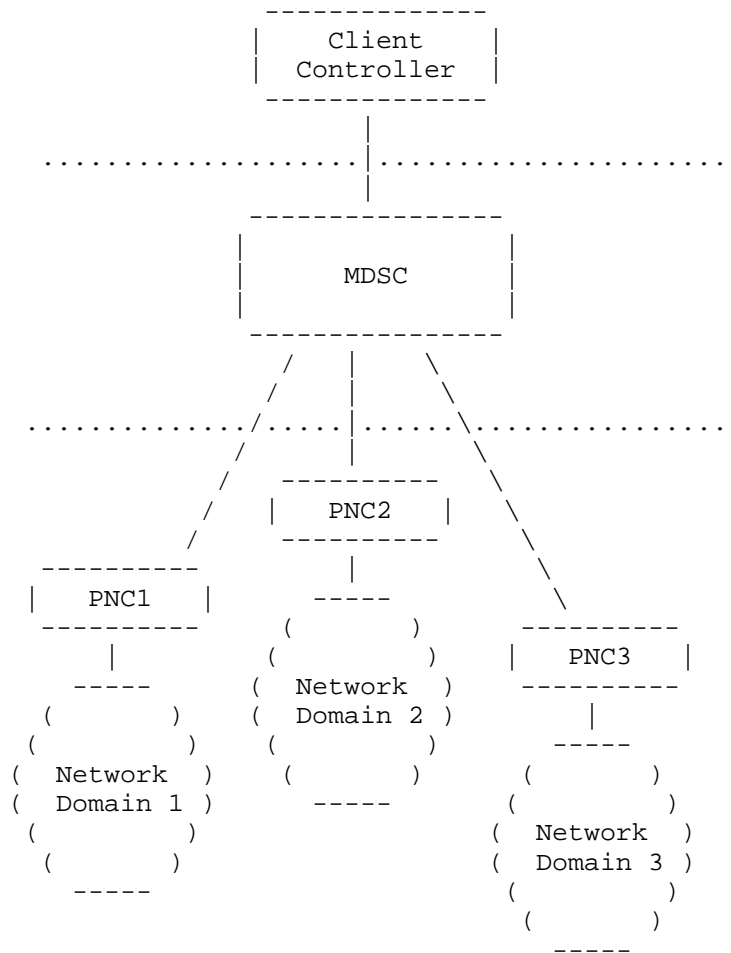 Client
Controller
MDSC
PNC2
PNC1
PNC3
Network
Domain 2
Network
Domain 1
Network
Domain 3